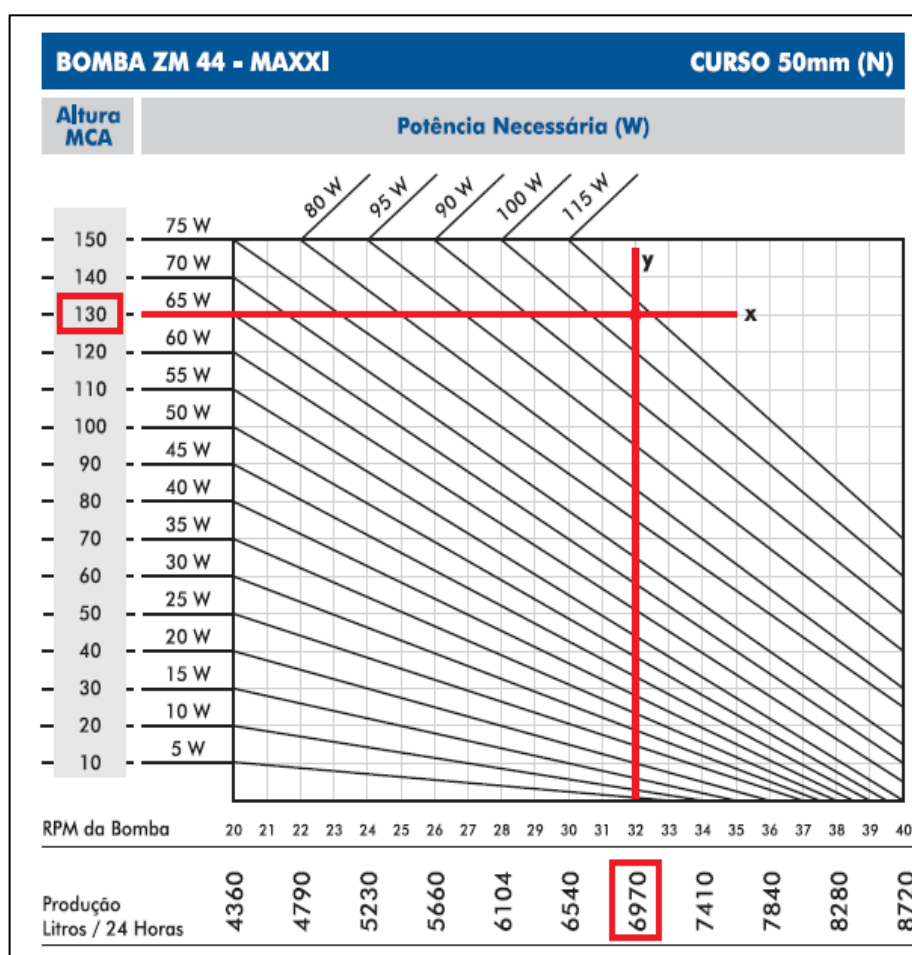 BOMBA ZM 44 - MAXXI CURSO 50mm (N)
Altura MCA Potência Necessária (W)
80 W 95 W 90 W 100 W 115 W
150 75 W
y
140 70 W
130 65 W x
120 60 W
110 55 W
100 50 W
90 45 W
80 40 W
70 35 W
60 30 W
50 25 W
40 20 W
30 15 W
20 10 W
10 5 W
RPM da Bomba 20 21 22 23 24 25 26 27 28 29 30 31 32 33 34 35 36 37 38 39 40
Produção Litros / 24 Horas 4360 4790 5230 5660 6104 6540 6970 7410 7840 8280 8720